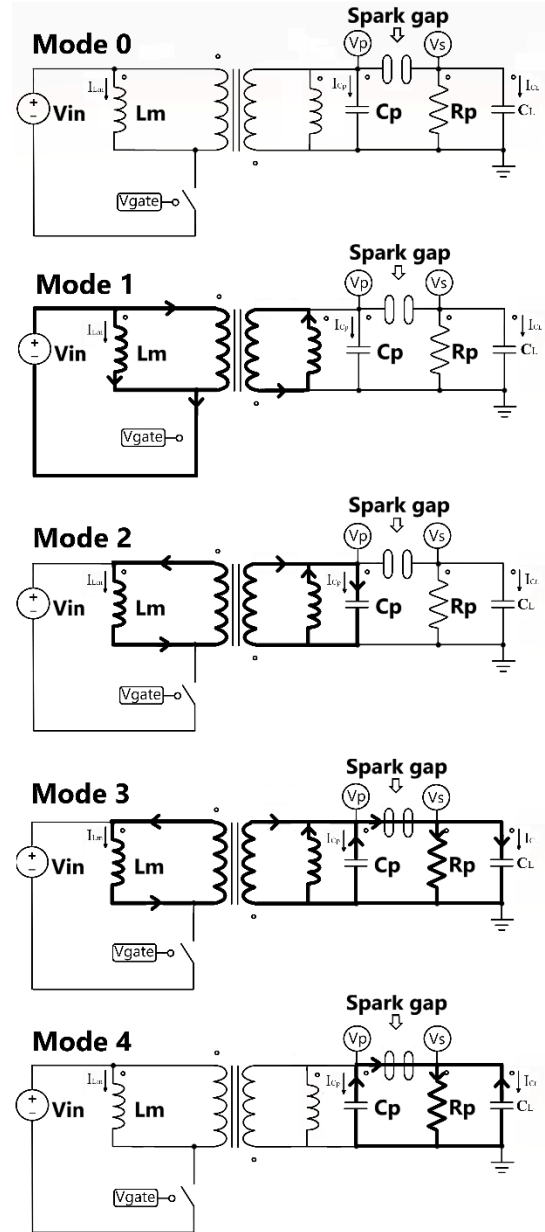 Spark gap
Mode 0
Vp
Vs
+
−
Vin
ILm
Lm
ICp
Cp
Rp
ICL
CL
Vgate
Spark gap
Mode 1
Vp
Vs
+
−
Vin
ILm
Lm
ICp
Cp
Rp
ICL
CL
Vgate
Spark gap
Mode 2
Vp
Vs
+
−
Vin
ILm
Lm
ICp
Cp
Rp
ICL
CL
Vgate
Spark gap
Mode 3
Vp
Vs
+
−
Vin
ILm
Lm
ICp
Cp
Rp
CL
Vgate
Spark gap
Mode 4
Vp
Vs
+
−
Vin
ILm
Lm
ICp
Cp
Rp
ICL
CL
Vgate